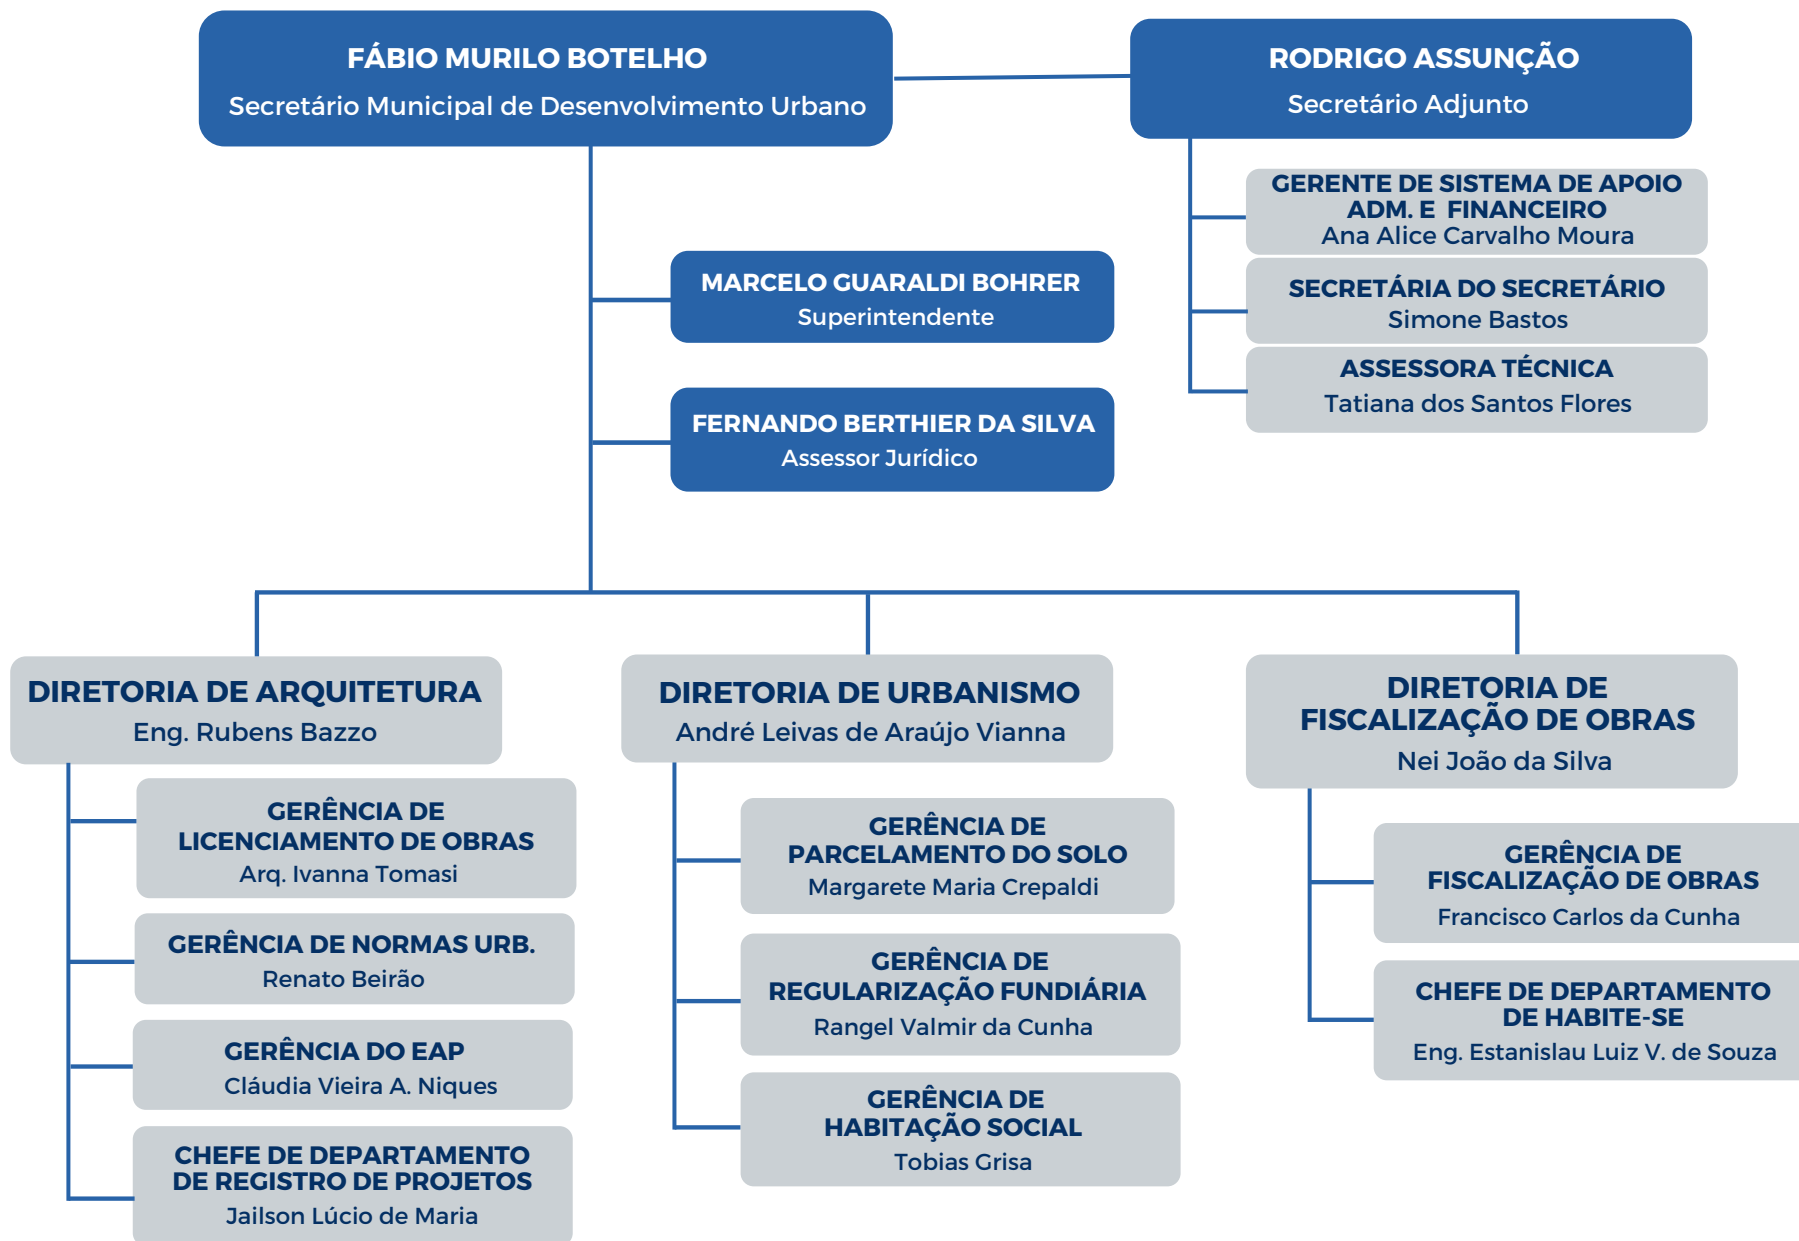 FÁBIO MURILO BOTELHO
Secretário Municipal de Desenvolvimento Urbano
RODRIGO ASSUNÇÃO
Secretário Adjunto
GERENTE DE SISTEMA DE APOIO
ADM. E FINANCEIRO
Ana Alice Carvalho Moura
SECRETÁRIA DO SECRETÁRIO
Simone Bastos
ASSESSORA TÉCNICA
Tatiana dos Santos Flores
MARCELO GUARALDI BOHRER
Superintendente
FERNANDO BERTHIER DA SILVA
Assessor Jurídico
DIRETORIA DE ARQUITETURA
Eng. Rubens Bazzo
GERÊNCIA DE
LICENCIAMENTO DE OBRAS
Arq. Ivanna Tomasi
GERÊNCIA DE NORMAS URB.
Renato Beirão
GERÊNCIA DO EAP
Cláudia Vieira A. Niques
CHEFE DE DEPARTAMENTO
DE REGISTRO DE PROJETOS
Jailson Lúcio de Maria
DIRETORIA DE URBANISMO
André Leivas de Araújo Vianna
GERÊNCIA DE
PARCELAMENTO DO SOLO
Margarete Maria Crepaldi
GERÊNCIA DE
REGULARIZAÇÃO FUNDIÁRIA
Rangel Valmir da Cunha
GERÊNCIA DE
HABITAÇÃO SOCIAL
Tobias Grisa
DIRETORIA DE
FISCALIZAÇÃO DE OBRAS
Nei João da Silva
GERÊNCIA DE
FISCALIZAÇÃO DE OBRAS
Francisco Carlos da Cunha
CHEFE DE DEPARTAMENTO
DE HABITE-SE
Eng. Estanislau Luiz V. de Souza